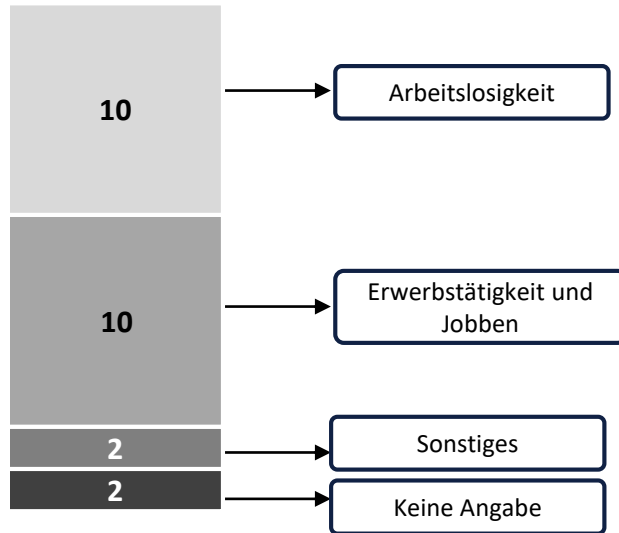 10
Arbeitslosigkeit
10
Erwerbstätigkeit und
Jobben
2
Sonstiges
2
Keine Angabe